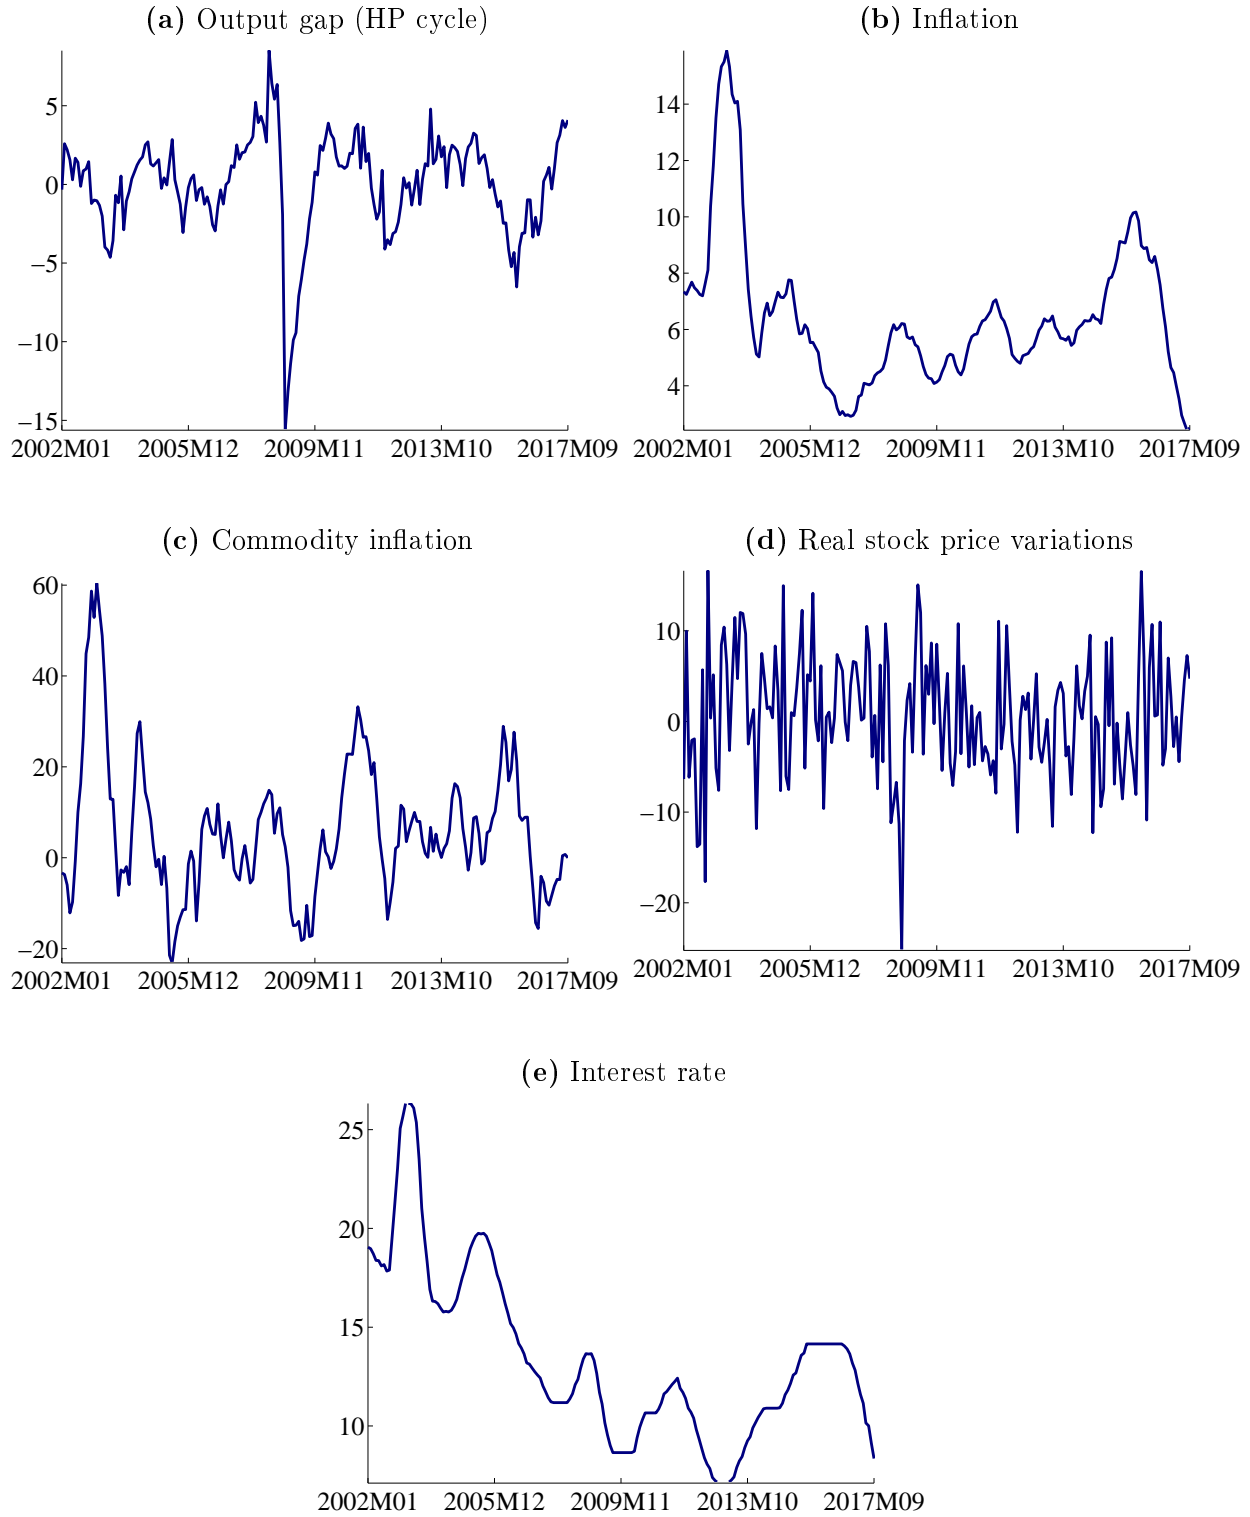 (a) Output gap (HP cycle)
5
0
−5
−10
−15
2002M01 2005M12 2009M11 2013M10 2017M09
(b) Inflation
14
12
10
8
6
4
2002M01 2005M12 2009M11 2013M10 2017M09
(c) Commodity inflation
60
40
20
0
−20
2002M01 2005M12 2009M11 2013M10 2017M09
(d) Real stock price variations
10
0
−10
−20
2002M01 2005M12 2009M11 2013M10 2017M09
(e) Interest rate
25
20
15
10
2002M01 2005M12 2009M11 2013M10 2017M09